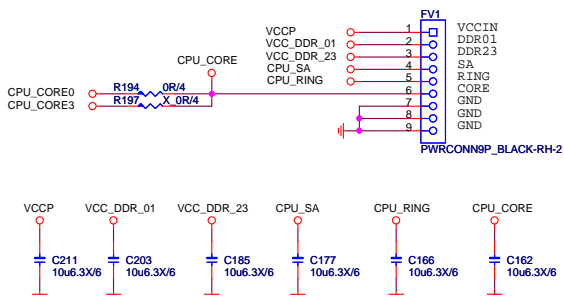 FV1
VCCP 1 VCCIN
VCC_DDR_01 2 DDR01
VCC_DDR_23 3 DDR23
CPU_SA 4 SA
CPU_RING 5 RING
CPU_CORE
CPU_CORE0 R194 0R/4 6 CORE
CPU_CORE3 R197 X_0R/4
7 GND
8 GND
9 GND
PWRCONN9P_BLACK-RH-2
VCCP VCC_DDR_01 VCC_DDR_23 CPU_SA CPU_RING CPU_CORE
C211 C203 C185 C177 C166 C162
10u6.3X/6 10u6.3X/6 10u6.3X/6 10u6.3X/6 10u6.3X/6 10u6.3X/6